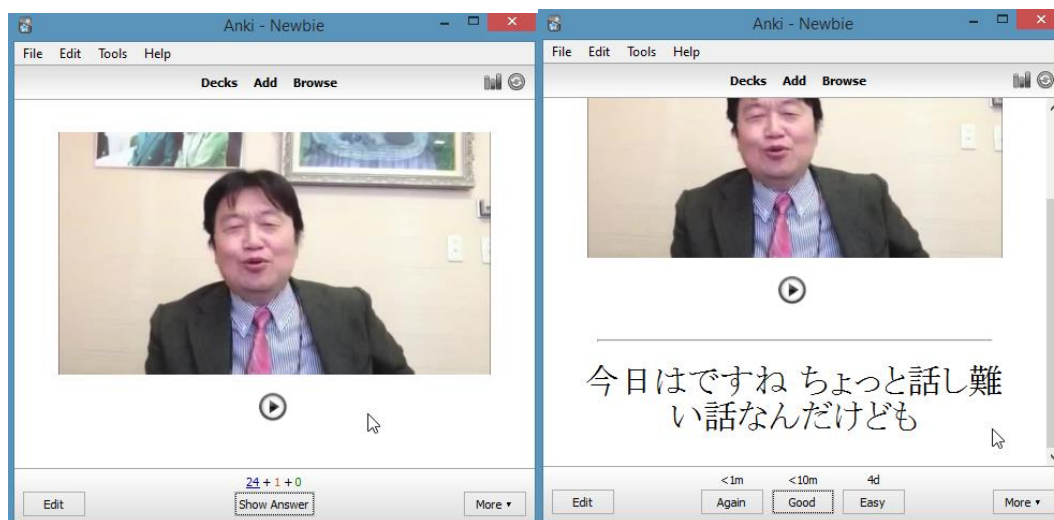 Anki - Newbie
File Edit Tools Help
Decks Add Browse
24 + 1 + 0
Edit Show Answer More ▾
Anki - Newbie
File Edit Tools Help
Decks Add Browse
今日はですね ちょっと話し難
い話なんだけども
<1m <10m 4d
Edit Again Good Easy More ▾